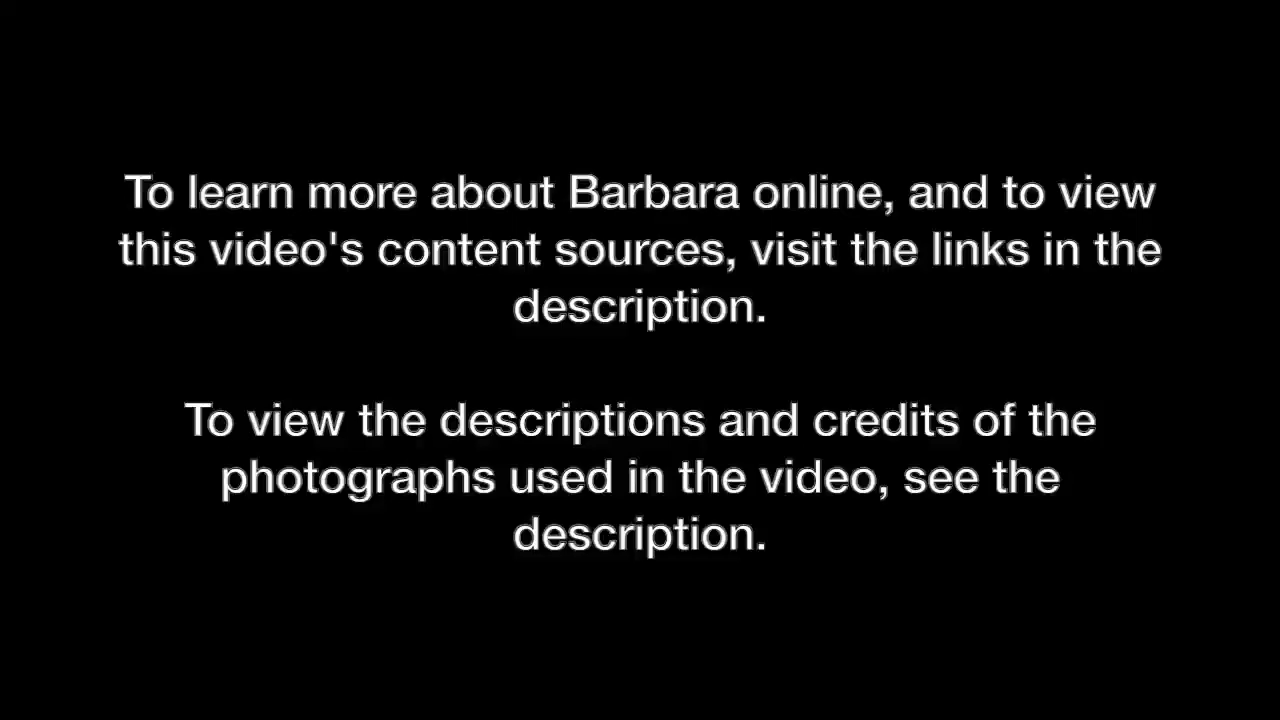 To learn more about Barbara online, and to view
this video's content sources, visit the links in the
description.
To view the descriptions and credits of the
photographs used in the video, see the
description.